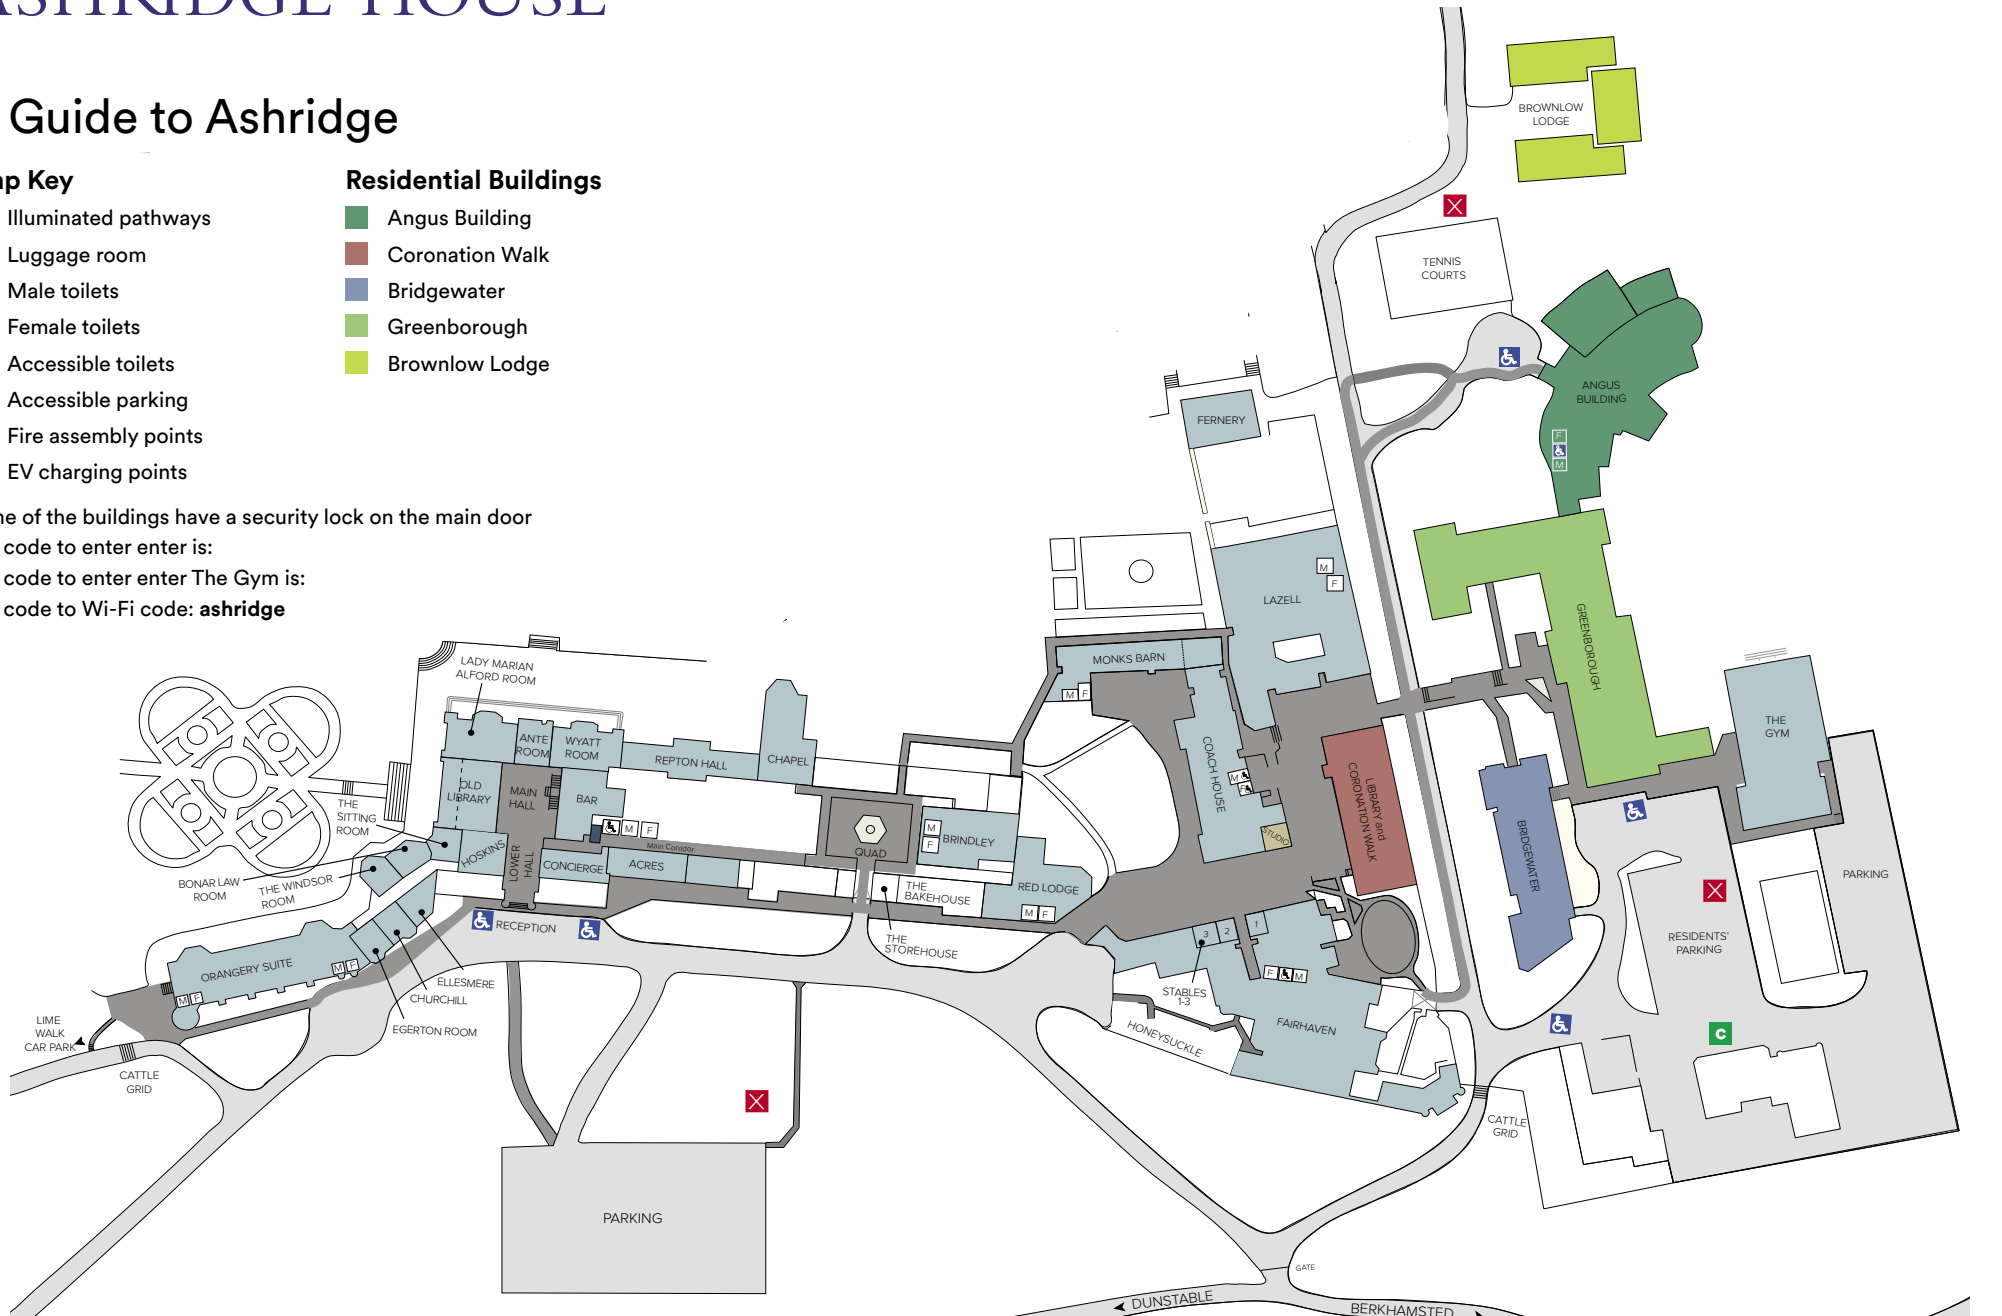 ASHRIDGE HOUSE
Guide to Ashridge
Key
Illuminated pathways
Luggage room
Male toilets
Female toilets
Accessible toilets
Accessible parking
Fire assembly points
EV charging points
Residential Buildings
Angus Building
Coronation Walk
Bridgewater
Greenborough
Brownlow Lodge
of the buildings have a security lock on the main door
code to enter enter is:
code to enter enter The Gym is:
code to Wi-Fi code: ashridge
BROWNLOW
LODGE
TENNIS
COURTS
ANGUS
BUILDING
F
M
FERNERY
LAZELL
M
F
GREENBOROUGH
THE
GYM
MONKS BARN
M F
COACH HOUSE
M
F
STUDIO
LIBRARY and
CORONATION WALK
BRIDGEWATER
PARKING
RESIDENTS'
PARKING
C
LADY MARIAN
ALFORD ROOM
ANTE
ROOM
WYATT
ROOM
REPTON HALL
CHAPEL
OLD
LIBRARY
MAIN
HALL
BAR
M F
THE
SITTING
ROOM
HOSKINS
LOWER
HALL
Main Corridor
CONCIERGE
ACRES
QUAD
M
F
BRINDLEY
THE
BAKEHOUSE
RED LODGE
M F
BONAR LAW
ROOM
THE WINDSOR
ROOM
RECEPTION
THE
STOREHOUSE
ORANGERY SUITE
M F
M F
ELLESMERE
CHURCHILL
EGERTON ROOM
LIME
WALK
CAR PARK
CATTLE
GRID
3
2
1
STABLES
1-3
F M
FAIRHAVEN
HONEYSUCKLE
CATTLE
GRID
PARKING
GATE
DUNSTABLE
BERKHAMSTED